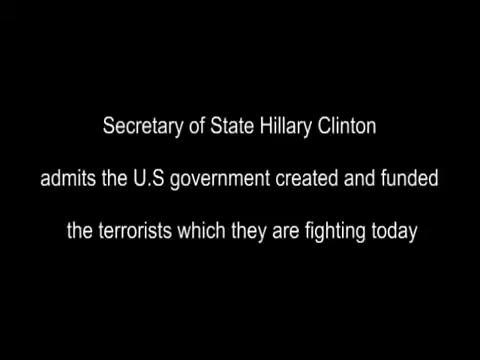 Secretary of State Hillary Clinton
admits the U.S government created and funded
the terrorists which they are fighting today